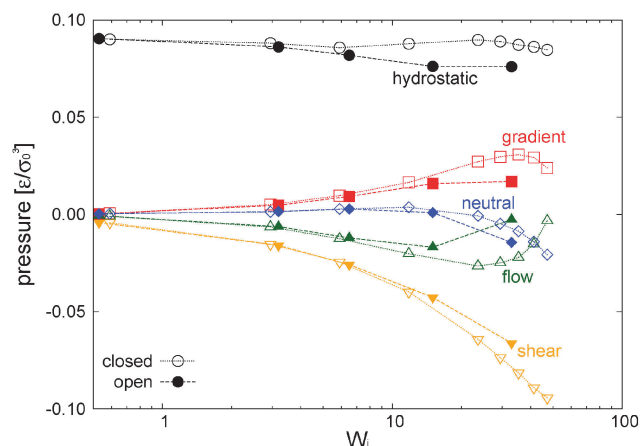 0.10
hydrostatic
0.05
gradient
pressure [ε/σ₀³]
neutral
0.00
flow
-0.05
shear
closed
open
-0.10
1
10
100
Wᵢ